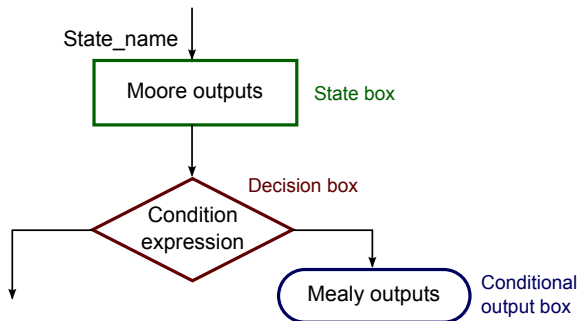 State_name
Moore outputs
State box
Decision box
Condition
expression
Mealy outputs
Conditional
output box